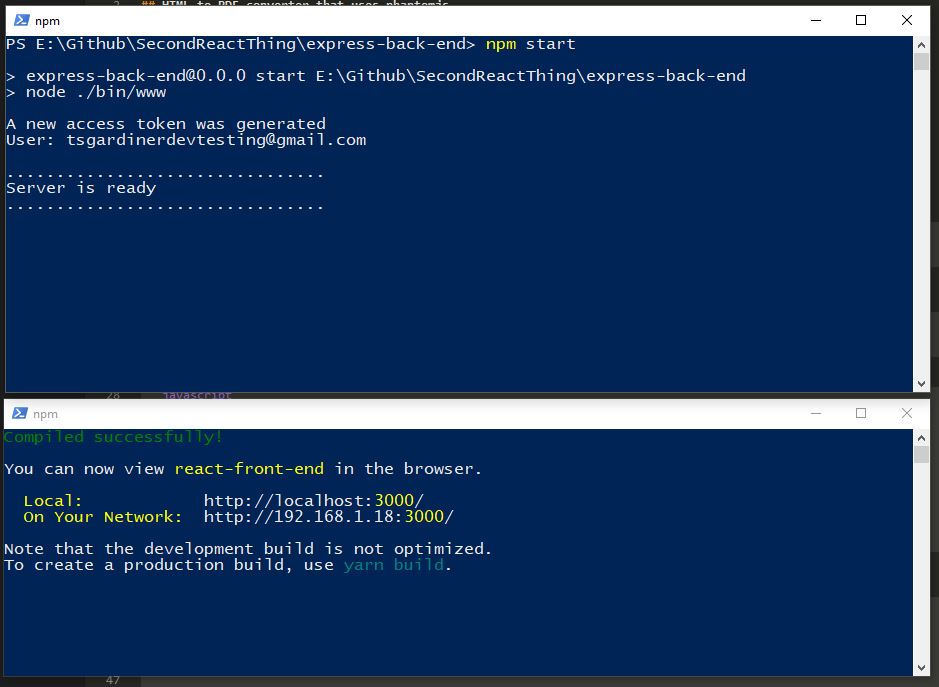 2 ## HTML to PDF converter that uses phantomjs
npm
PS E:\Github\SecondReactThing\express-back-end> npm start
> express-back-end@0.0.0 start E:\Github\SecondReactThing\express-back-end
> node ./bin/www
A new access token was generated
User: tsgardinerdevtesting@gmail.com
................................
Server is ready
................................
28 javascript
npm
Compiled successfully!
You can now view react-front-end in the browser.
Local: http://localhost:3000/
On Your Network: http://192.168.1.18:3000/
Note that the development build is not optimized.
To create a production build, use yarn build.
47